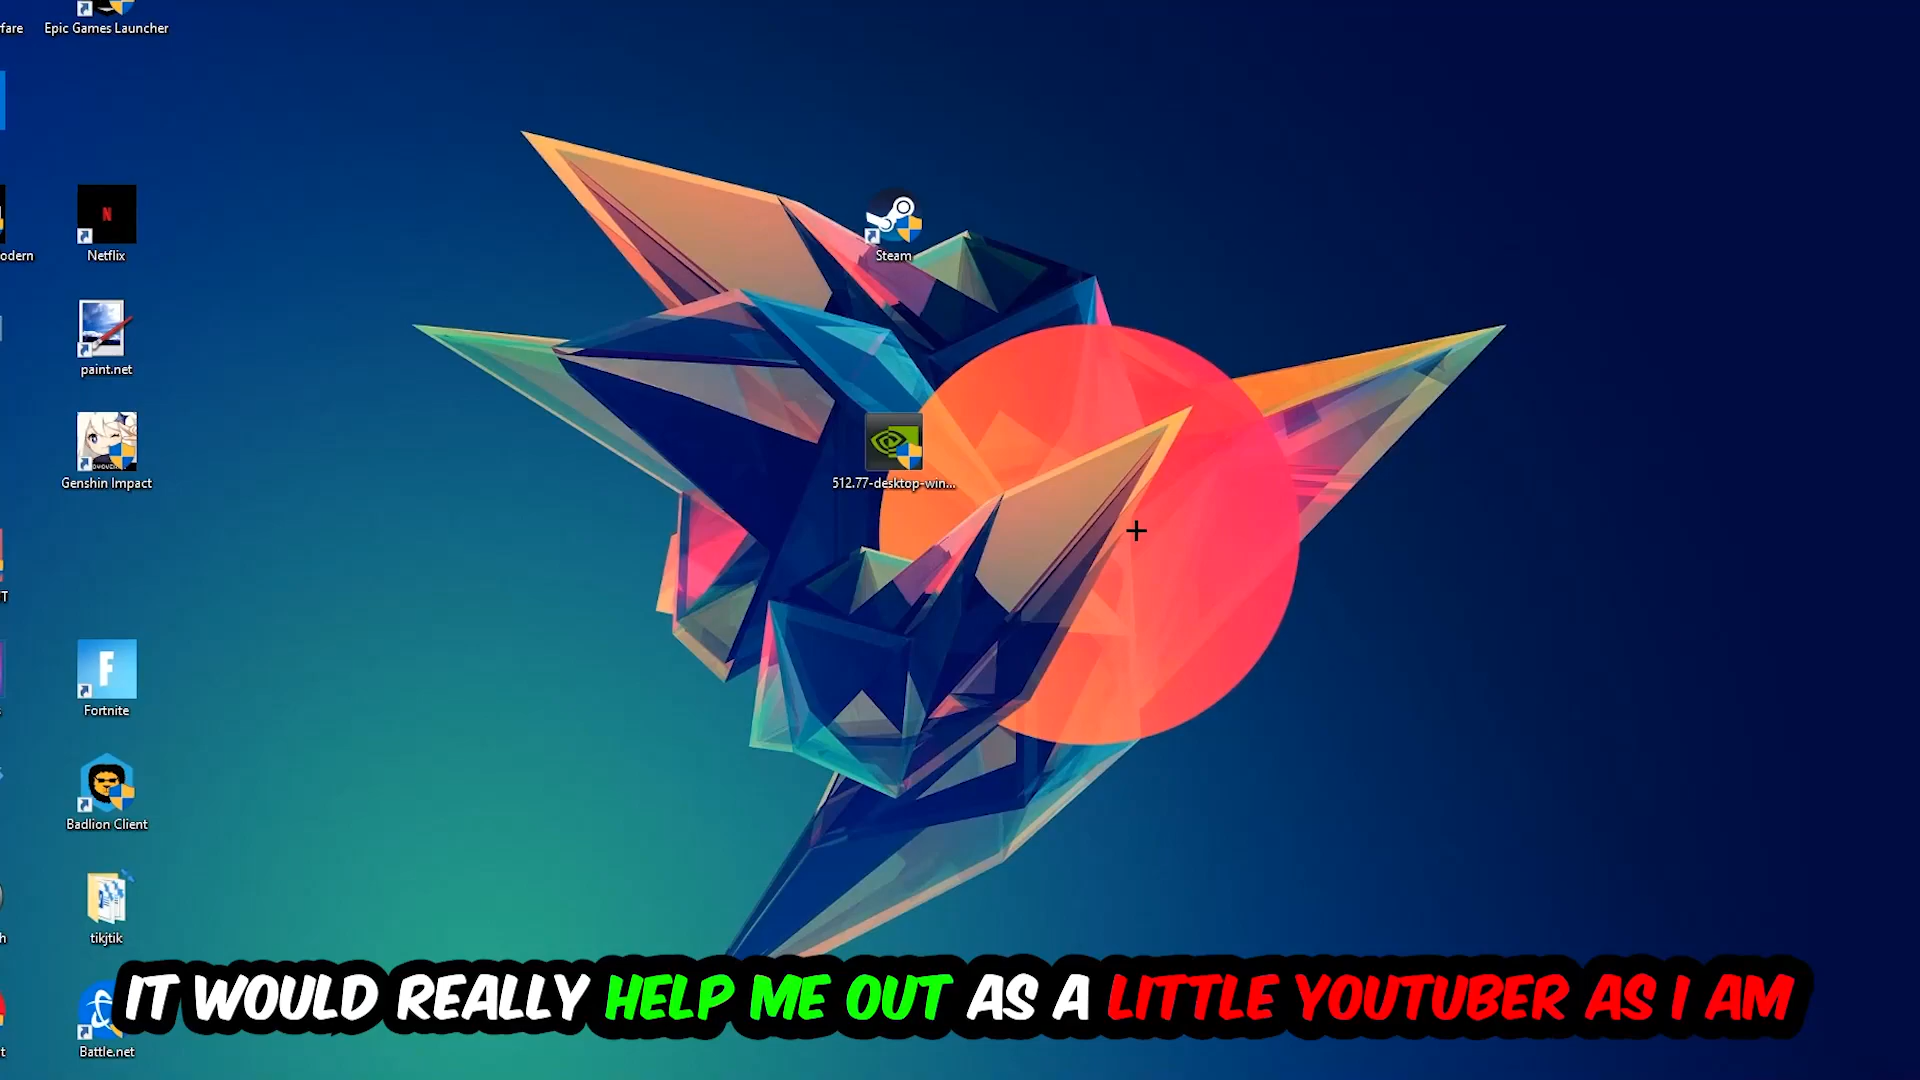 fare
Epic Games Launcher
odern
Netflix
Steam
paint.net
Genshin Impact
512.77-desktop-win...
T
Fortnite
Badlion Client
h
tikjtik
IT WOULD REALLY HELP ME OUT AS A LITTLE YOUTUBER AS I AM
t
Battle.net